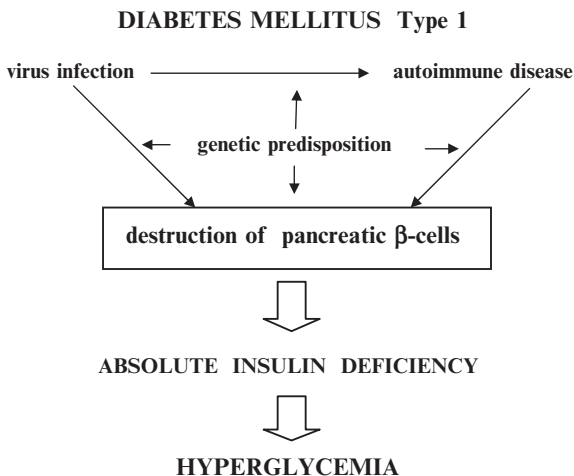 DIABETES MELLITUS Type 1
virus infection
autoimmune disease
genetic predisposition
destruction of pancreatic β-cells
ABSOLUTE INSULIN DEFICIENCY
HYPERGLYCEMIA